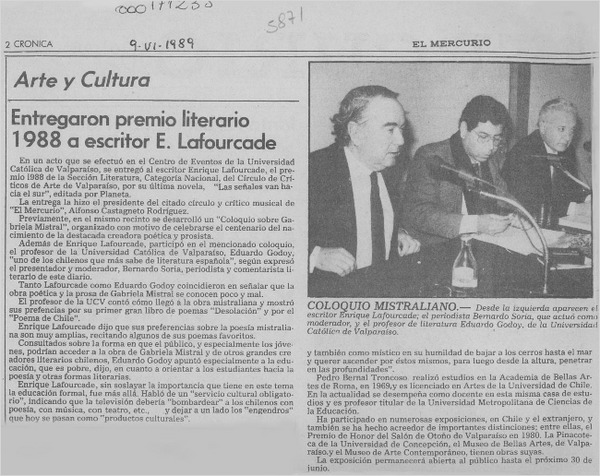 000177235
5871
2 CRONICA
9-VI-1989
EL MERCURIO
Arte y Cultura
Entregaron premio literario
1988 a escritor E. Lafourcade
En un acto que se efectuó en el Centro de Eventos de la Universidad
Católica de Valparaíso, se entregó al escritor Enrique Lafourcade, el pre-
mio 1988 de la Sección Literatura, Categoría Nacional, del Círculo de Crí-
ticos de Arte de Valparaíso, por su última novela, "Las señales van ha-
cia el sur", editada por Planeta.
La entrega la hizo el presidente del citado círculo y crítico musical de
"El Mercurio", Alfonso Castagneto Rodríguez.
Previamente, en el mismo recinto se desarrolló un "Coloquio sobre Ga-
briela Mistral", organizado con motivo de celebrarse el centenario del na-
cimiento de la destacada creadora poética y prosista.
Además de Enrique Lafourcade, participó en el mencionado coloquio,
el profesor de la Universidad Católica de Valparaíso, Eduardo Godoy,
"uno de los chilenos que más sabe de literatura española", según expresó
el presentador y moderador, Bernardo Soria, periodista y comentarista li-
terario de este diario.
Tanto Lafourcade como Eduardo Godoy coincidieron en señalar que la
obra poética y la prosa de Gabriela Mistral se conocen poco y mal.
El profesor de la UCV contó cómo llegó a la obra mistraliana y mostró
sus prefencias por su primer gran libro de poemas "Desolación" y por el
"Poema de Chile".
Enrique Lafourcade dijo que sus preferencias sobre la poesía mistralia-
na son muy amplias, recitando algunos de sus poemas favoritos.
Consultados sobre la forma en que el público, y especialmente los jóve-
nes, podrían acceder a la obra de Gabriela Mistral y de otros grandes cre-
adores literarios chilenos, Eduardo Godoy apuntó especialmente a la edu-
cación, que es pobre, dijo, en cuanto a orientar a los estudiantes hacia la
poesía y otras formas literarias.
Enrique Lafourcade, sin soslayar la importancia que tiene en este tema
la educación formal, fue más allá. Habló de un "servicio cultural obligato-
rio", indicando que la televisión debería "bombardear" a los chilenos con
poesía, con música, con teatro, etc., y dejar a un lado los "engendros"
que hoy se pasan como "productos culturales".
COLOQUIO MISTRALIANO.— Desde la izquierda aparecen el
escritor Enrique Lafourcade; el periodista Bernardo Soria, que actuó como
moderador, y el profesor de literatura Eduardo Godoy, de la Universidad
Católica de Valparaíso.
y también como místico en su humildad de bajar a los cerros hasta el mar
y querer ascender por éstos mismos, para luego desde la altura, penetrar
en las profundidades".
Pedro Bernal Troncoso, realizó estudios en la Academia de Bellas Ar-
tes de Roma, en 1969, y es licenciado en Artes de la Universidad de Chile.
En la actualidad se desempeña como docente en esta misma casa de estu-
dios y es profesor titular de la Universidad Metropolitana de Ciencias de
la Educación.
Ha participado en numerosas exposiciones, en Chile y el extranjero, y
también se ha hecho acreedor de importantes distinciones; entre ellas, el
Premio de Honor del Salón de Otoño de Valparaíso en 1980. La Pinacote-
ca de la Universidad de Concepción, el Museo de Bellas Artes, de Valpa-
raíso, y el Museo de Arte Contemporáneo, tienen obras suyas.
La exposición permanecerá abierta al público hasta el próximo 30 de
junio.